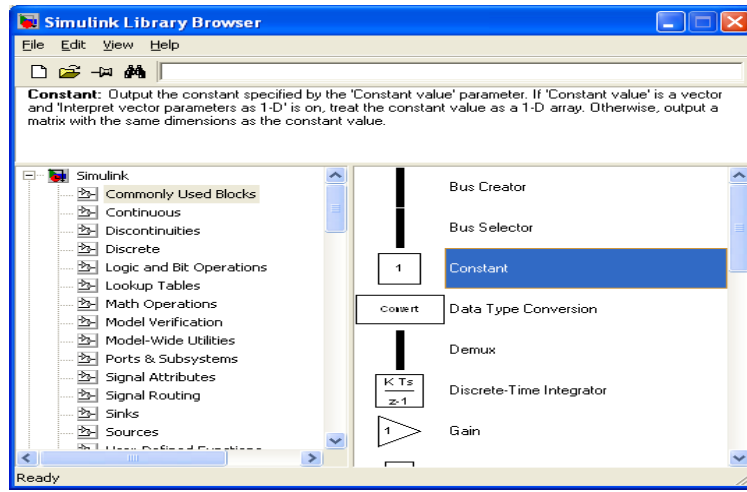 Simulink Library Browser
File Edit View Help
Constant: Output the constant specified by the 'Constant value' parameter. If 'Constant value' is a vector
and 'Interpret vector parameters as 1-D' is on, treat the constant value as a 1-D array. Otherwise, output a
matrix with the same dimensions as the constant value.
Simulink
Commonly Used Blocks
Continuous
Discontinuities
Discrete
Logic and Bit Operations
Lookup Tables
Math Operations
Model Verification
Model-Wide Utilities
Ports & Subsystems
Signal Attributes
Signal Routing
Sinks
Sources
User-Defined Functions
Bus Creator
Bus Selector
1 Constant
Convert Data Type Conversion
Demux
K Ts
z-1
Discrete-Time Integrator
1 Gain
Ready